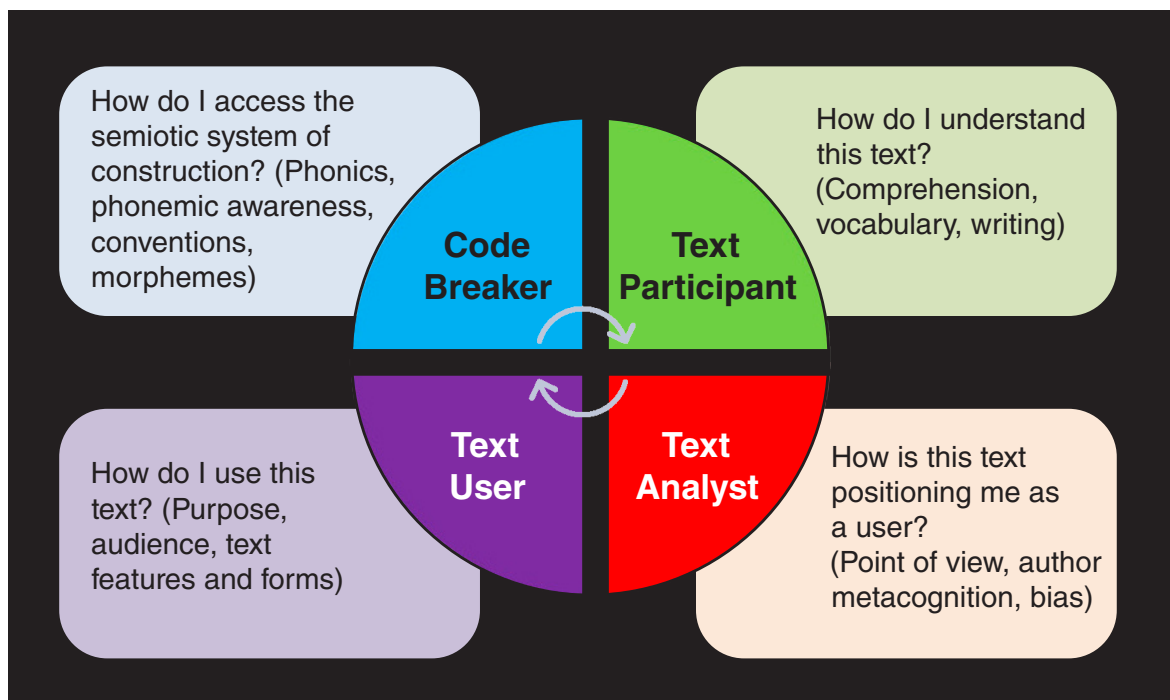 How do I access the
semiotic system of
construction? (Phonics,
phonemic awareness,
conventions,
morphemes)
Code
Breaker
Text
Participant
How do I understand
this text?
(Comprehension,
vocabulary, writing)
How do I use this
text? (Purpose,
audience, text
features and forms)
Text
User
Text
Analyst
How is this text
positioning me as
a user?
(Point of view, author
metacognition, bias)